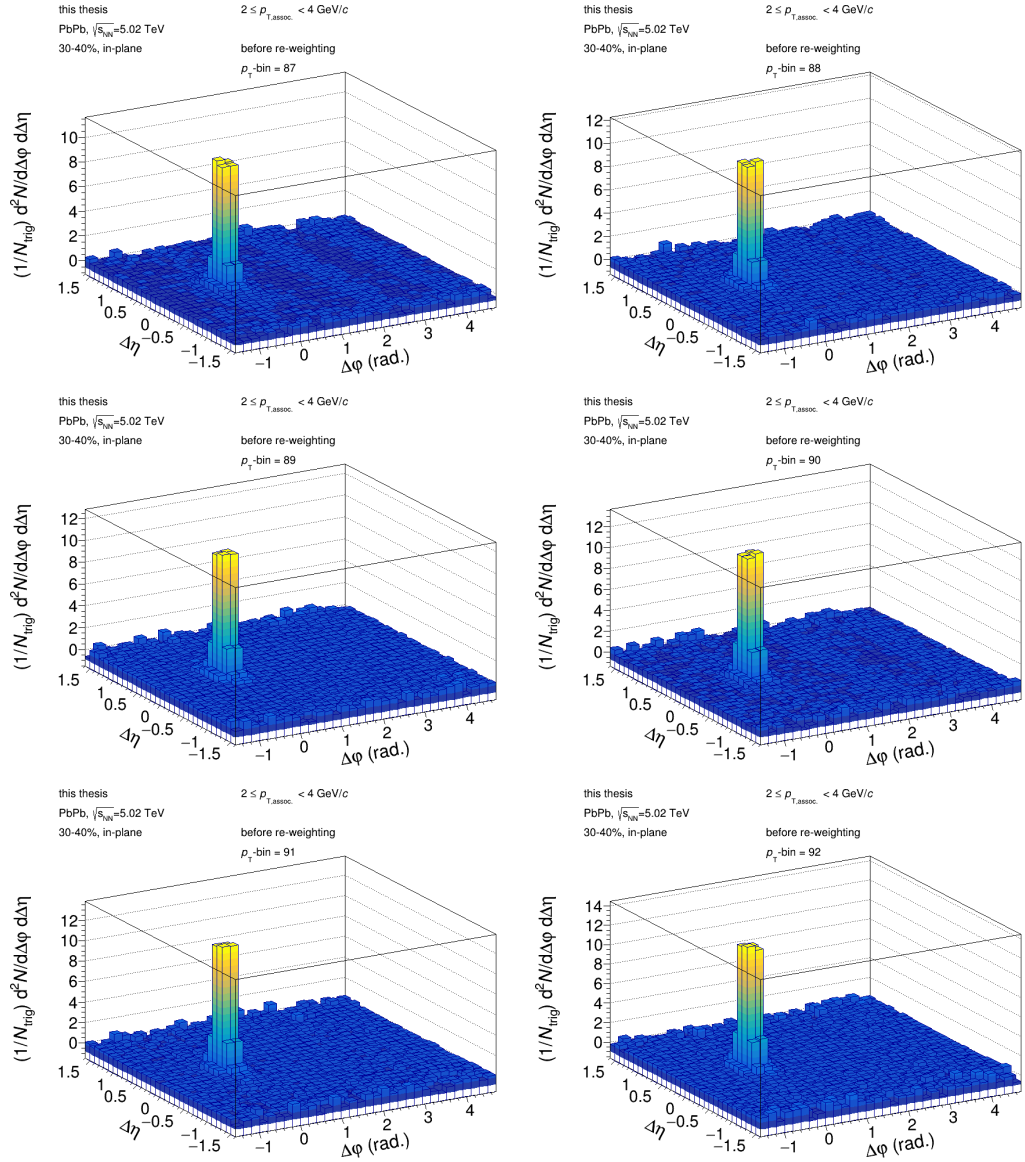 this thesis 2 ≤ p_T,assoc. < 4 GeV/c
PbPb, √s_NN=5.02 TeV
30-40%, in-plane before re-weighting
p_T-bin = 87
(1/N_trig) d²N/dΔφ dΔη
10
8
6
4
2
0
1.5
1
0.5
0
−0.5
−1
−1.5
Δη
−1
0
1
2
3
4
Δφ (rad.)
this thesis 2 ≤ p_T,assoc. < 4 GeV/c
PbPb, √s_NN=5.02 TeV
30-40%, in-plane before re-weighting
p_T-bin = 88
(1/N_trig) d²N/dΔφ dΔη
12
10
8
6
4
2
0
1.5
1
0.5
0
−0.5
−1
−1.5
Δη
−1
0
1
2
3
4
Δφ (rad.)
this thesis 2 ≤ p_T,assoc. < 4 GeV/c
PbPb, √s_NN=5.02 TeV
30-40%, in-plane before re-weighting
p_T-bin = 89
(1/N_trig) d²N/dΔφ dΔη
12
10
8
6
4
2
0
1.5
1
0.5
0
−0.5
−1
−1.5
Δη
−1
0
1
2
3
4
Δφ (rad.)
this thesis 2 ≤ p_T,assoc. < 4 GeV/c
PbPb, √s_NN=5.02 TeV
30-40%, in-plane before re-weighting
p_T-bin = 90
(1/N_trig) d²N/dΔφ dΔη
12
10
8
6
4
2
0
1.5
1
0.5
0
−0.5
−1
−1.5
Δη
−1
0
1
2
3
4
Δφ (rad.)
this thesis 2 ≤ p_T,assoc. < 4 GeV/c
PbPb, √s_NN=5.02 TeV
30-40%, in-plane before re-weighting
p_T-bin = 91
(1/N_trig) d²N/dΔφ dΔη
12
10
8
6
4
2
0
1.5
1
0.5
0
−0.5
−1
−1.5
Δη
−1
0
1
2
3
4
Δφ (rad.)
this thesis 2 ≤ p_T,assoc. < 4 GeV/c
PbPb, √s_NN=5.02 TeV
30-40%, in-plane before re-weighting
p_T-bin = 92
(1/N_trig) d²N/dΔφ dΔη
14
12
10
8
6
4
2
0
1.5
1
0.5
0
−0.5
−1
−1.5
Δη
−1
0
1
2
3
4
Δφ (rad.)